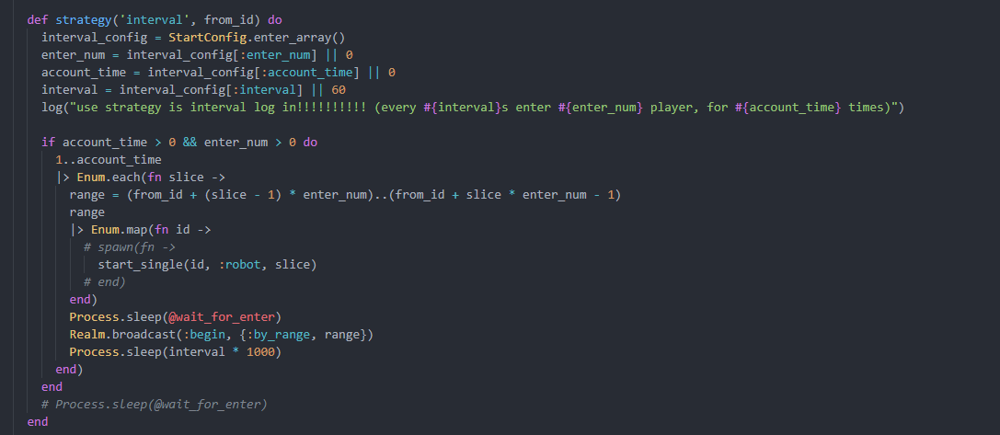 def strategy('interval', from_id) do
  interval_config = StartConfig.enter_array()
  enter_num = interval_config[:enter_num] || 0
  account_time = interval_config[:account_time] || 0
  interval = interval_config[:interval] || 60
  log("use strategy is interval log in!!!!!!!!!! (every #{interval}s enter #{enter_num} player, for #{account_time} times)")

  if account_time > 0 && enter_num > 0 do
    1..account_time
    |> Enum.each(fn slice ->
      range = (from_id + (slice - 1) * enter_num)..(from_id + slice * enter_num - 1)
      range
      |> Enum.map(fn id ->
        # spawn(fn ->
          start_single(id, :robot, slice)
        # end)
      end)
      Process.sleep(@wait_for_enter)
      Realm.broadcast(:begin, {:by_range, range})
      Process.sleep(interval * 1000)
    end)
  end
  # Process.sleep(@wait_for_enter)
end